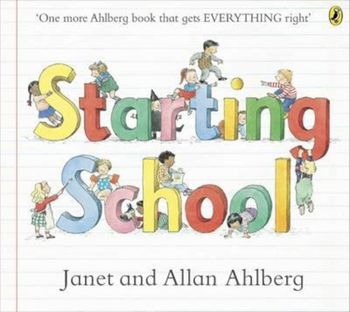 ‘One more Ahlberg book that gets EVERYTHING right’
Starting
School
Janet and Allan Ahlberg